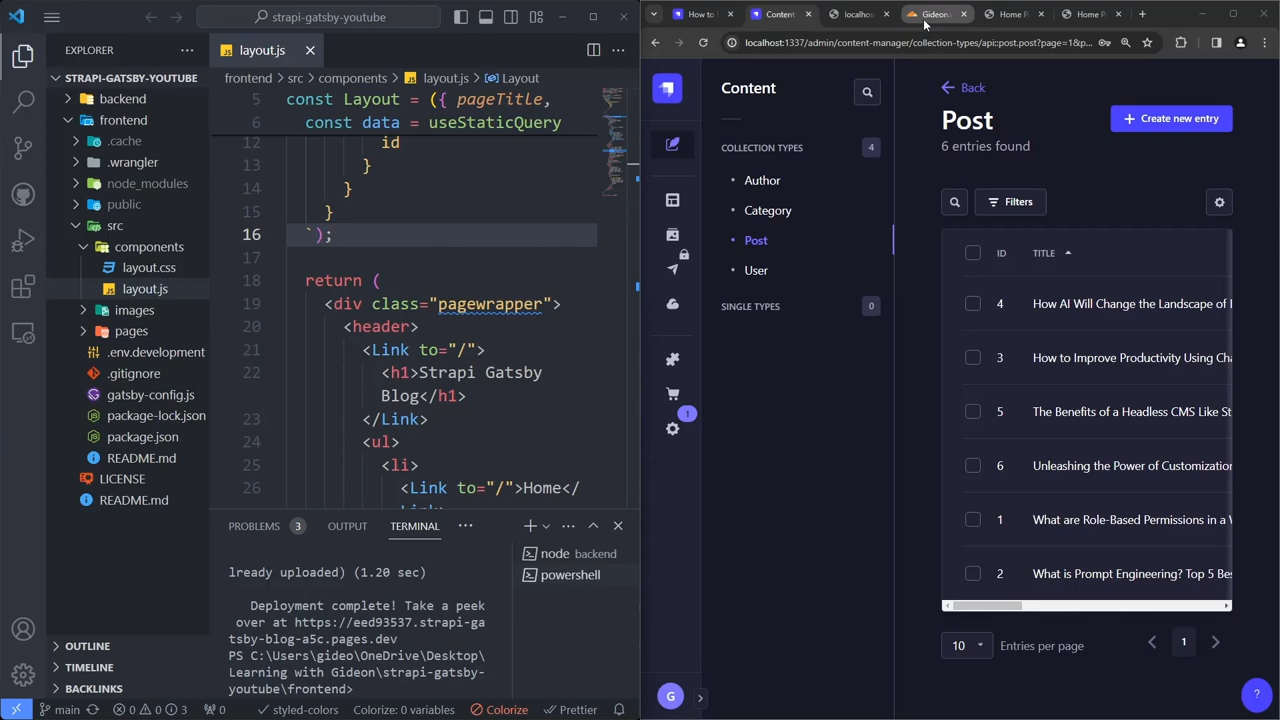 strapi-gatsby-youtube
EXPLORER
STRAPI-GATSBY-YOUTUBE
backend
frontend
.cache
.wrangler
node_modules
public
src
components
layout.css
layout.js
images
pages
.env.development
.gitignore
gatsby-config.js
package-lock.json
package.json
README.md
LICENSE
README.md
OUTLINE
TIMELINE
BACKLINKS
layout.js
frontend > src > components > layout.js > Layout
5 const Layout = ({ pageTitle,
6 const data = useStaticQuery
12 id
13 }
14 }
15 }
16 `);
17
18 return (
19 <div class="pagewrapper">
20 <header>
21 <Link to="/">
22 <h1>Strapi Gatsby
Blog</h1>
23 </Link>
24 <ul>
25 <li>
26 <Link to="/">Home</
PROBLEMS 3 OUTPUT TERMINAL
lready uploaded) (1.20 sec)
Deployment complete! Take a peek
over at https://eed93537.strapi-ga
tsby-blog-a5c.pages.dev
PS C:\Users\gideo\OneDrive\Desktop\
Learning with Gideon\strapi-gatsby-
youtube\frontend>
node backend
powershell
main 0 0 3 0 styled-colors Colorize: 0 variables Colorize Prettier
How to
Content
localhos
Gideon
Home P
Home P
localhost:1337/admin/content-manager/collection-types/api::post.post?page=1&p
Content
COLLECTION TYPES 4
Author
Category
Post
User
SINGLE TYPES 0
1
G
Back
Post
6 entries found
Create new entry
Filters
ID TITLE
4 How AI Will Change the Landscape of
3 How to Improve Productivity Using Cha
5 The Benefits of a Headless CMS Like St
6 Unleashing the Power of Customization
1 What are Role-Based Permissions in a
2 What is Prompt Engineering? Top 5 Bes
10 Entries per page 1
?